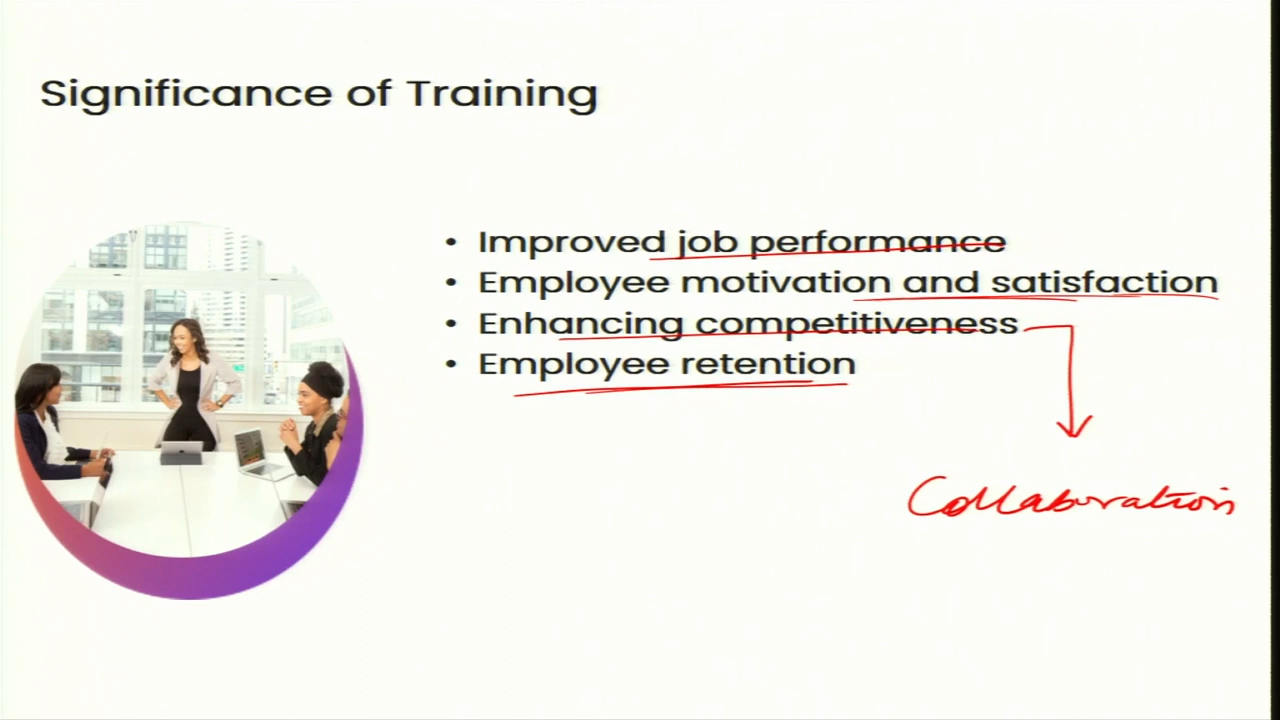 Significance of Training
• Improved job performance
• Employee motivation and satisfaction
• Enhancing competitiveness
• Employee retention
Collaboration